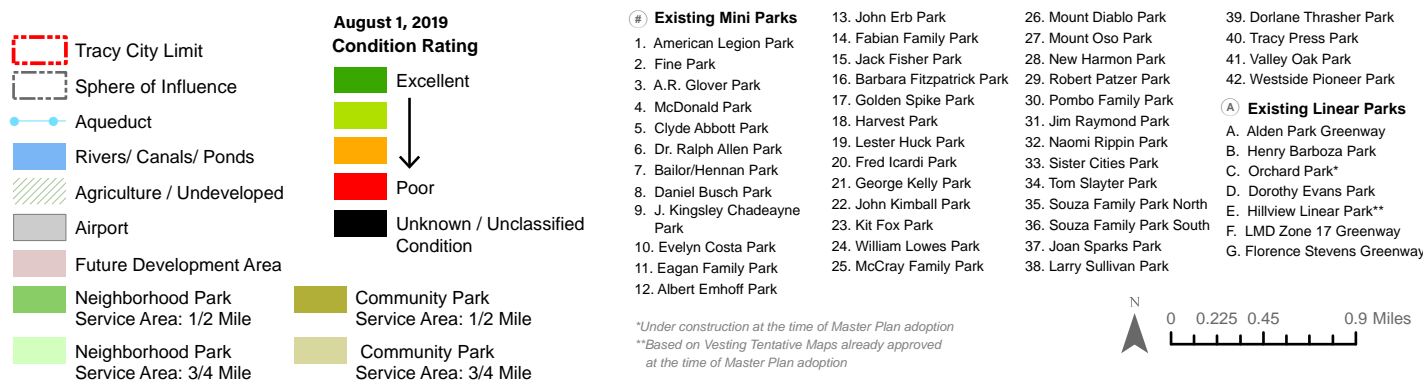 Tracy City Limit
Sphere of Influence
Aqueduct
Rivers/ Canals/ Ponds
Agriculture / Undeveloped
Airport
Future Development Area
Neighborhood Park
Service Area: 1/2 Mile
Neighborhood Park
Service Area: 3/4 Mile
August 1, 2019
Condition Rating
Excellent
Poor
Unknown / Unclassified
Condition
Community Park
Service Area: 1/2 Mile
Community Park
Service Area: 3/4 Mile
# Existing Mini Parks
1. American Legion Park
2. Fine Park
3. A.R. Glover Park
4. McDonald Park
5. Clyde Abbott Park
6. Dr. Ralph Allen Park
7. Bailor/Hennan Park
8. Daniel Busch Park
9. J. Kingsley Chadeayne
Park
10. Evelyn Costa Park
11. Eagan Family Park
12. Albert Emhoff Park
13. John Erb Park
14. Fabian Family Park
15. Jack Fisher Park
16. Barbara Fitzpatrick Park
17. Golden Spike Park
18. Harvest Park
19. Lester Huck Park
20. Fred Icardi Park
21. George Kelly Park
22. John Kimball Park
23. Kit Fox Park
24. William Lowes Park
25. McCray Family Park
26. Mount Diablo Park
27. Mount Oso Park
28. New Harmon Park
29. Robert Patzer Park
30. Pombo Family Park
31. Jim Raymond Park
32. Naomi Rippin Park
33. Sister Cities Park
34. Tom Slayter Park
35. Souza Family Park North
36. Souza Family Park South
37. Joan Sparks Park
38. Larry Sullivan Park
39. Dorlane Thrasher Park
40. Tracy Press Park
41. Valley Oak Park
42. Westside Pioneer Park
A Existing Linear Parks
A. Alden Park Greenway
B. Henry Barboza Park
C. Orchard Park*
D. Dorothy Evans Park
E. Hillview Linear Park**
F. LMD Zone 17 Greenway
G. Florence Stevens Greenway
*Under construction at the time of Master Plan adoption
**Based on Vesting Tentative Maps already approved
at the time of Master Plan adoption
N
0 0.225 0.45 0.9 Miles